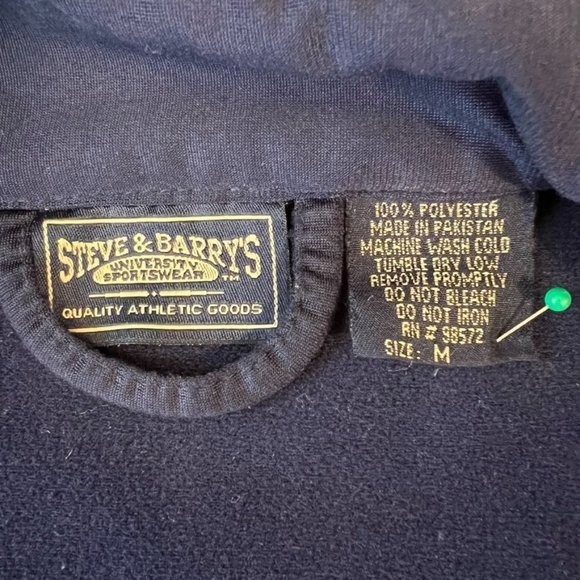 STEVE & BARRY'S
UNIVERSITY
SPORTSWEAR
QUALITY ATHLETIC GOODS
100% POLYESTER
MADE IN PAKISTAN
MACHINE WASH COLD
TUMBLE DRY LOW
REMOVE PROMPTLY
DO NOT BLEACH
DO NOT IRON
RN # 98572
SIZE: M